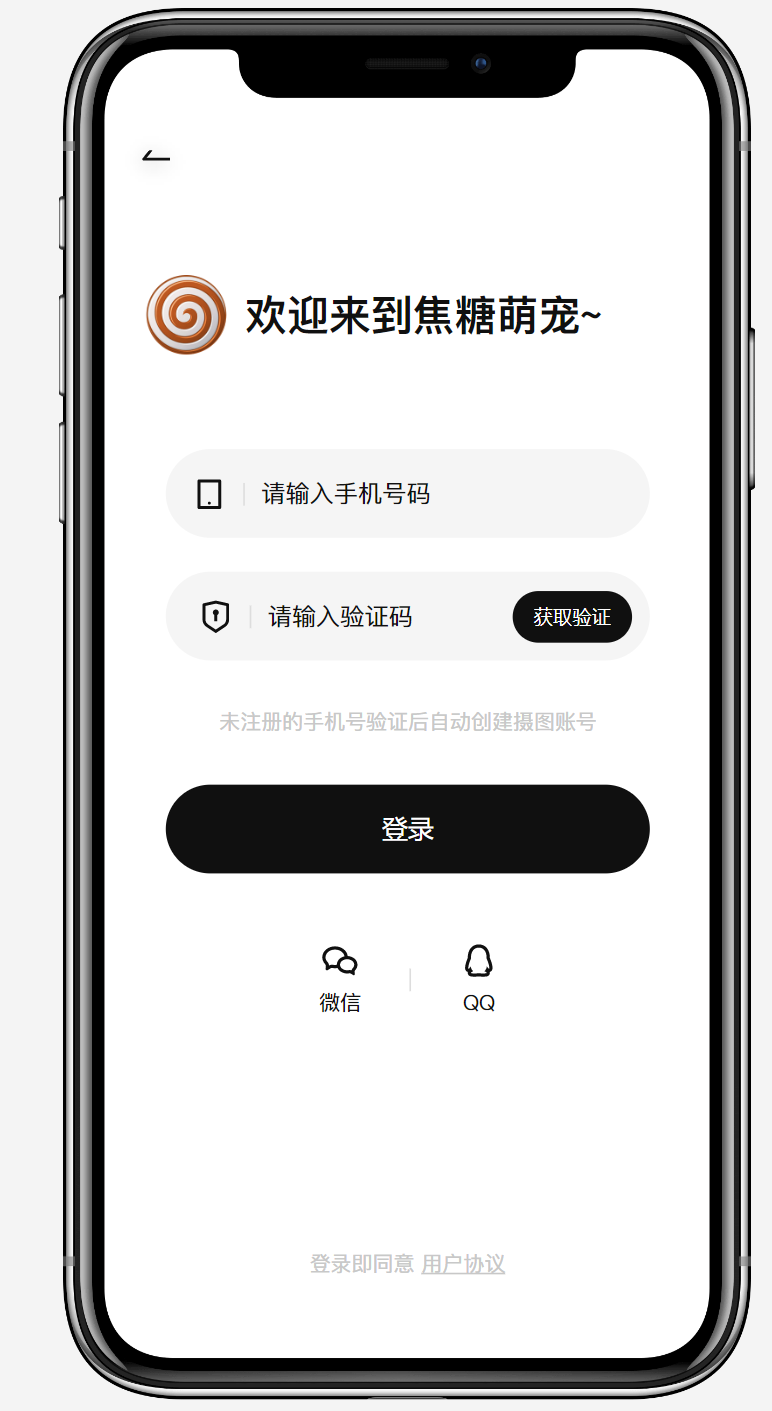 欢迎来到焦糖萌宠~
请输入手机号码
请输入验证码
获取验证
未注册的手机号验证后自动创建摄图账号
登录
微信
QQ
登录即同意 用户协议